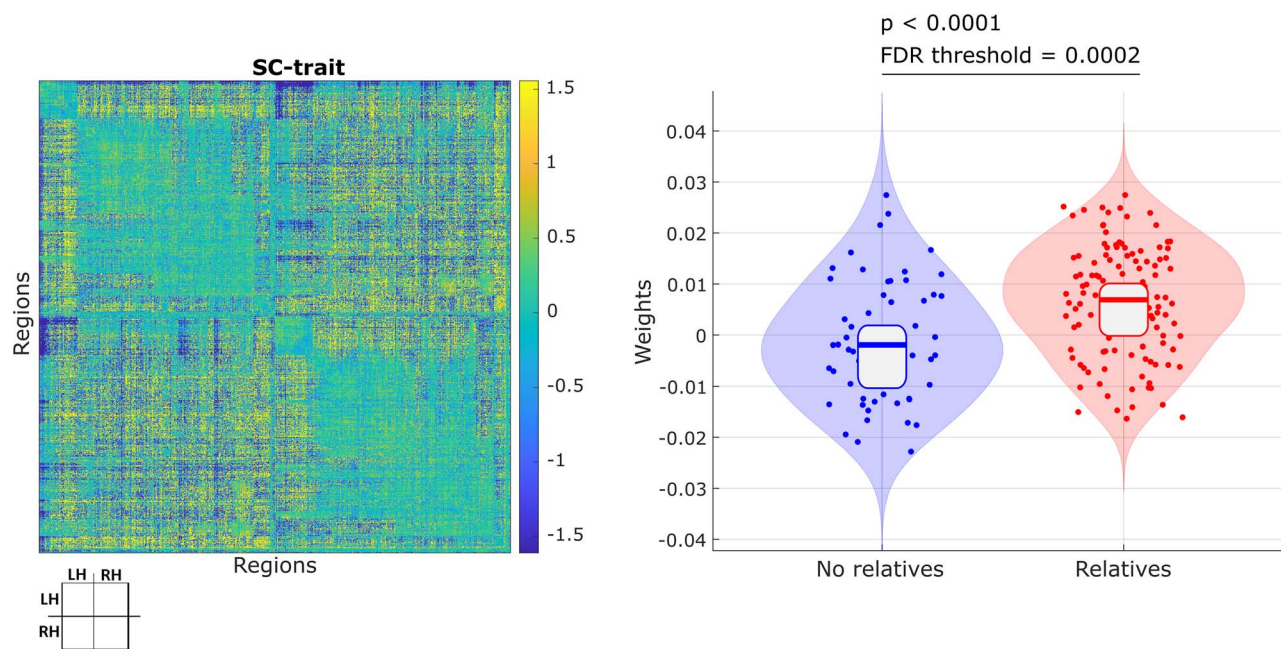 SC-trait
Regions
Regions
1.5
1
0.5
0
-0.5
-1
-1.5
LH RH
LH
RH
p < 0.0001
FDR threshold = 0.0002
Weights
0.04
0.03
0.02
0.01
0
-0.01
-0.02
-0.03
-0.04
No relatives
Relatives